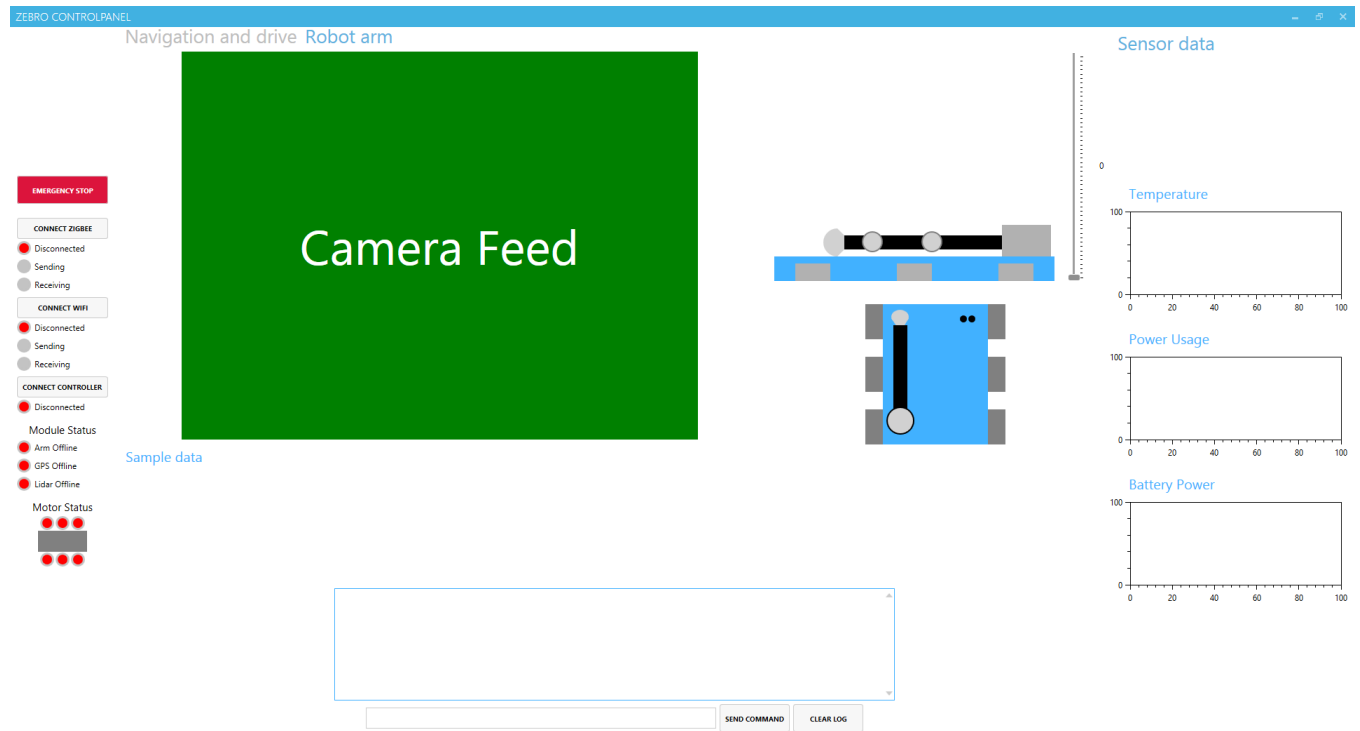 ZEBRO CONTROLPANEL
Navigation and drive Robot arm
Sensor data
Camera Feed
0
EMERGENCY STOP
CONNECT ZIGBEE
Disconnected
Sending
Receiving
CONNECT WIFI
Disconnected
Sending
Receiving
CONNECT CONTROLLER
Disconnected
Module Status
Arm Offline
GPS Offline
Lidar Offline
Motor Status
Temperature
100
0
0 20 40 60 80 100
Power Usage
100
0
0 20 40 60 80 100
Battery Power
100
0
0 20 40 60 80 100
Sample data
SEND COMMAND
CLEAR LOG